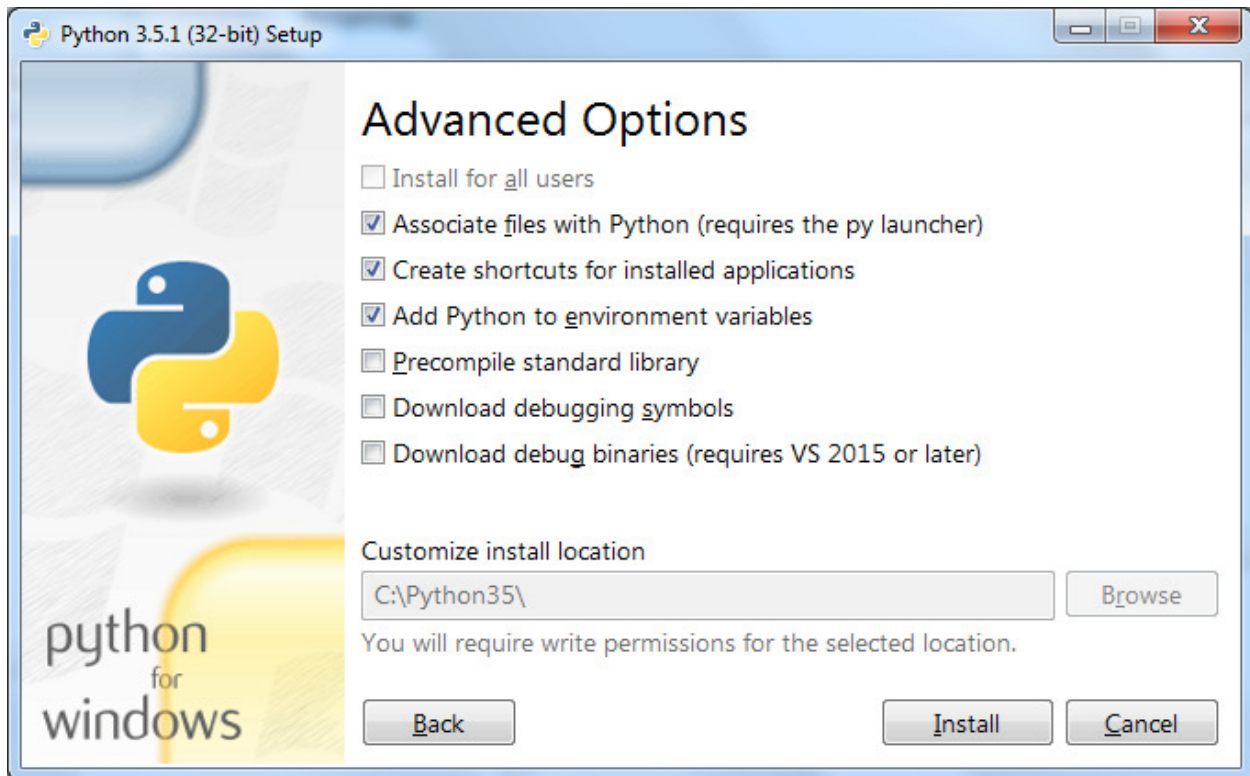 Python 3.5.1 (32-bit) Setup
Advanced Options
Install for all users
Associate files with Python (requires the py launcher)
Create shortcuts for installed applications
Add Python to environment variables
Precompile standard library
Download debugging symbols
Download debug binaries (requires VS 2015 or later)
Customize install location
C:\Python35\
Browse
You will require write permissions for the selected location.
python
for
windows
Back
Install
Cancel